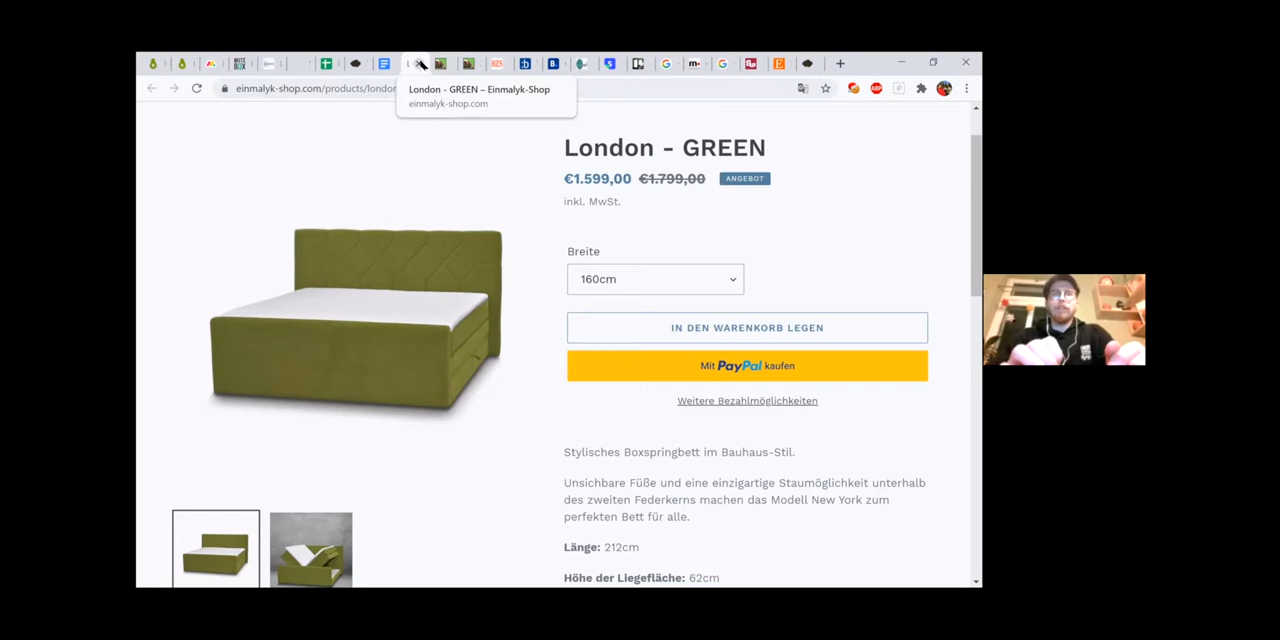 einmalyk-shop.com/products/londo
London - GREEN – Einmalyk-Shop
einmalyk-shop.com
London - GREEN
€1.599,00 €1.799,00 ANGEBOT
inkl. MwSt.
Breite
160cm
IN DEN WARENKORB LEGEN
Mit PayPal kaufen
Weitere Bezahlmöglichkeiten
Stylisches Boxspringbett im Bauhaus-Stil.
Unsichbare Füße und eine einzigartige Staumöglichkeit unterhalb
des zweiten Federkerns machen das Modell New York zum
perfekten Bett für alle.
Länge: 212cm
Höhe der Liegefläche: 62cm